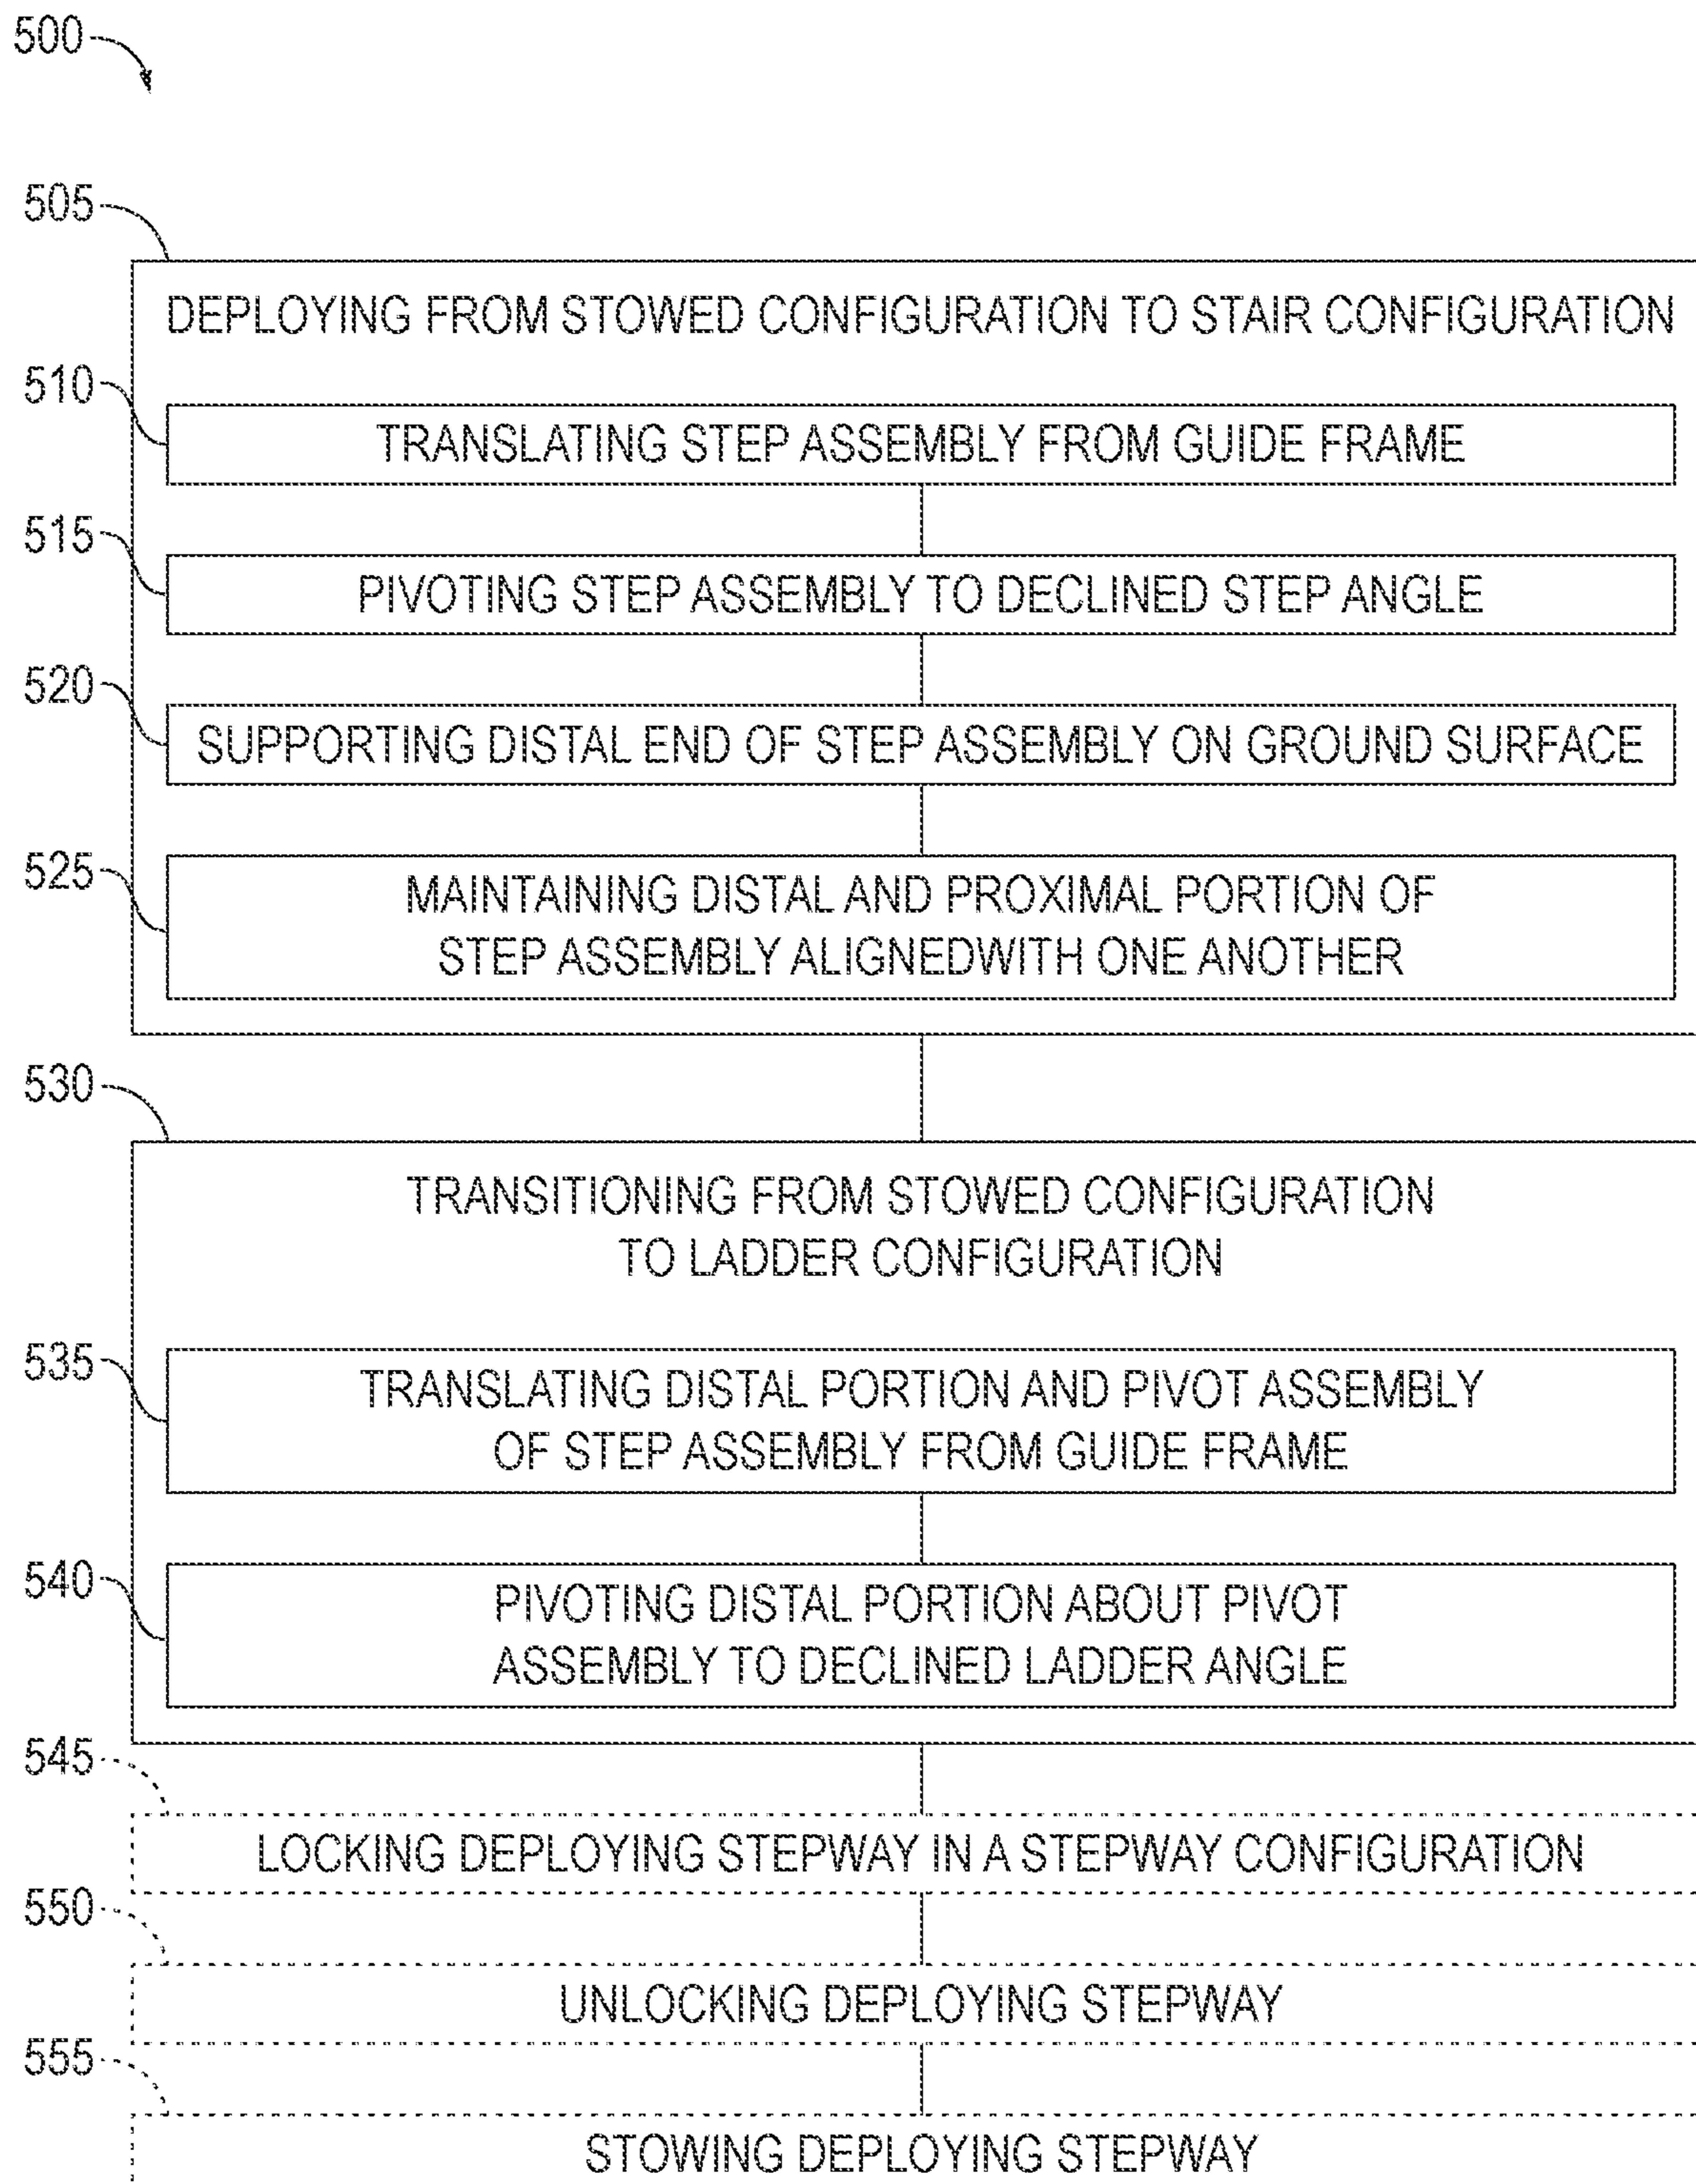 500
505
DEPLOYING FROM STOWED CONFIGURATION TO STAIR CONFIGURATION
510
TRANSLATING STEP ASSEMBLY FROM GUIDE FRAME
515
PIVOTING STEP ASSEMBLY TO DECLINED STEP ANGLE
520
SUPPORTING DISTAL END OF STEP ASSEMBLY ON GROUND SURFACE
525
MAINTAINING DISTAL AND PROXIMAL PORTION OF
STEP ASSEMBLY ALIGNEDWITH ONE ANOTHER
530
TRANSITIONING FROM STOWED CONFIGURATION
TO LADDER CONFIGURATION
535
TRANSLATING DISTAL PORTION AND PIVOT ASSEMBLY
OF STEP ASSEMBLY FROM GUIDE FRAME
540
PIVOTING DISTAL PORTION ABOUT PIVOT
ASSEMBLY TO DECLINED LADDER ANGLE
545
LOCKING DEPLOYING STEPWAY IN A STEPWAY CONFIGURATION
550
UNLOCKING DEPLOYING STEPWAY
555
STOWING DEPLOYING STEPWAY